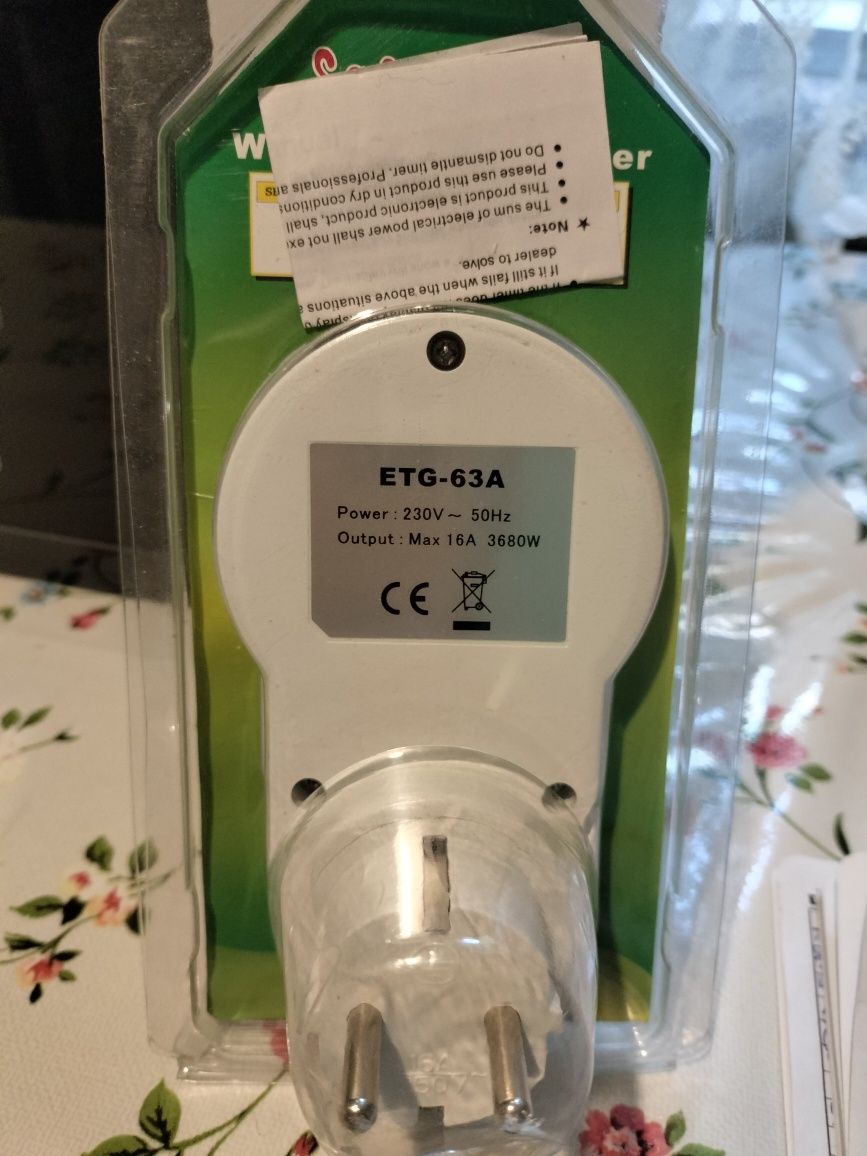 W
er
sue
• Do not dismantle timer. Professionals are
• Please use this product in dry conditions
• This product is electronic product, shall
• The sum of electrical power shall not exc
★ Note:
dealer to solve.
• If it still fails when the above situations a
ETG-63A
Power : 230V ~ 50Hz
Output : Max 16A 3680W
CE